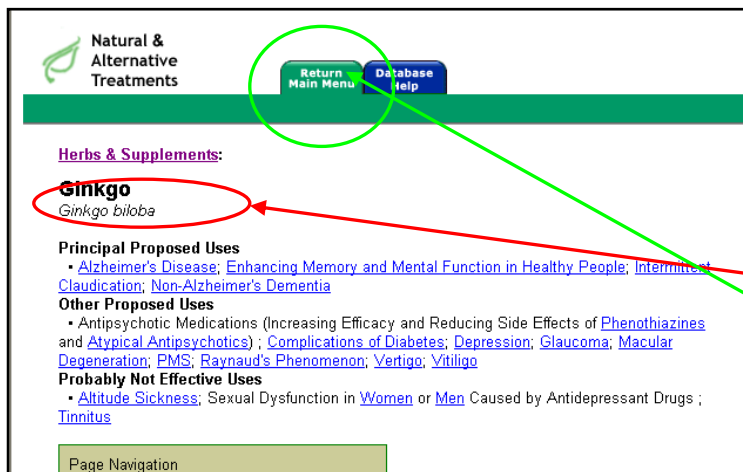 Natural &
Alternative
Treatments
Return
Main Menu
Database
Help
Herbs & Supplements:
Ginkgo
Ginkgo biloba
Principal Proposed Uses
▪ Alzheimer's Disease; Enhancing Memory and Mental Function in Healthy People; Intermittent
Claudication; Non-Alzheimer's Dementia
Other Proposed Uses
▪ Antipsychotic Medications (Increasing Efficacy and Reducing Side Effects of Phenothiazines
and Atypical Antipsychotics) ; Complications of Diabetes; Depression; Glaucoma; Macular
Degeneration; PMS; Raynaud's Phenomenon; Vertigo; Vitiligo
Probably Not Effective Uses
▪ Altitude Sickness; Sexual Dysfunction in Women or Men Caused by Antidepressant Drugs ;
Tinnitus
Page Navigation